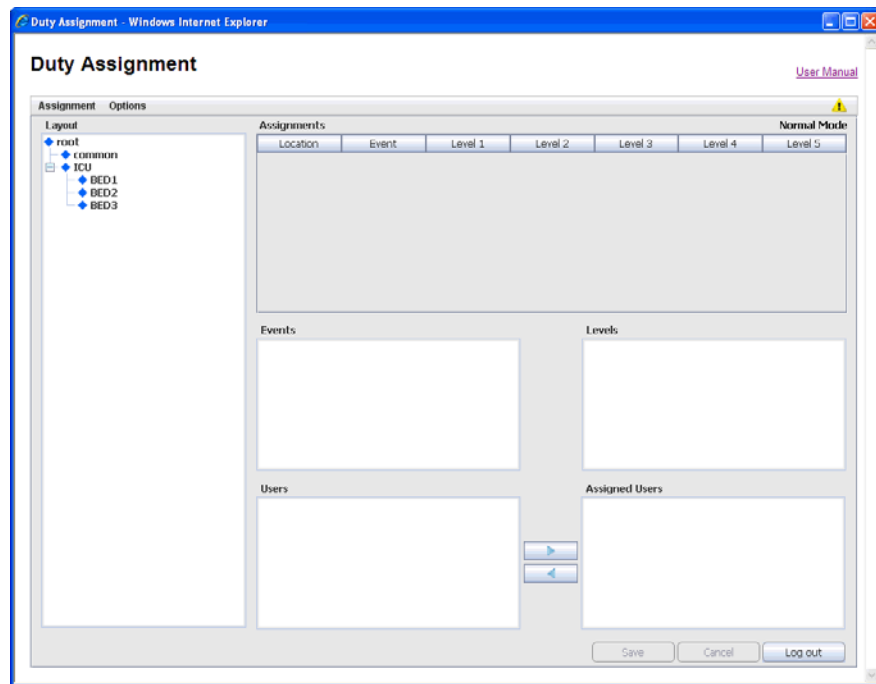 Duty Assignment - Windows Internet Explorer
Duty Assignment
User Manual
Assignment Options
Layout
root
common
ICU
BED1
BED2
BED3
Assignments Normal Mode
Location Event Level 1 Level 2 Level 3 Level 4 Level 5
Events Levels
Users Assigned Users
Save Cancel Log out